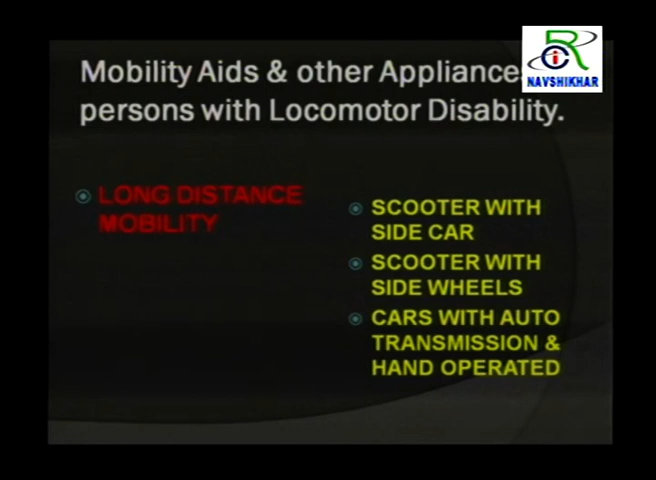 Mobility Aids & other Appliances
persons with Locomotor Disability.
LONG DISTANCE
MOBILITY
SCOOTER WITH
SIDE CAR
SCOOTER WITH
SIDE WHEELS
CARS WITH AUTO
TRANSMISSION &
HAND OPERATED
NAVSHIKHAR